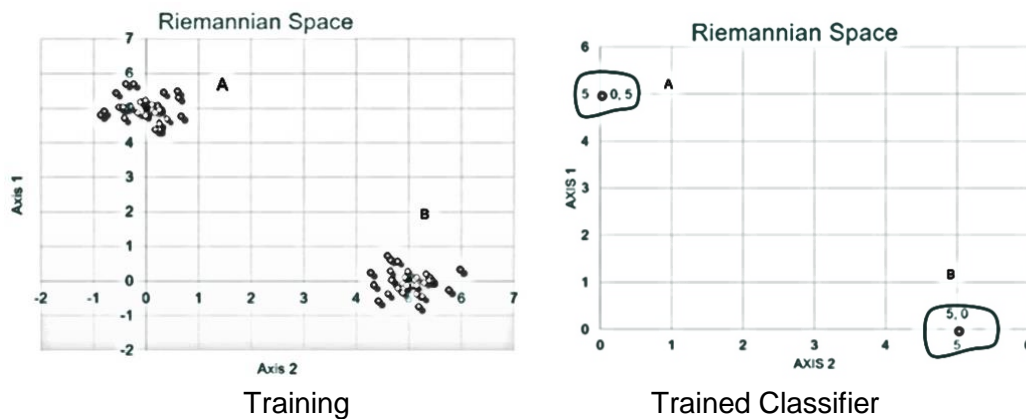 Riemannian Space
7
6
5
4
3
2
1
0
-1
-2
-2 -1 0 1 2 3 4 5 6 7
A
B
Axis 1
Axis 2
Training
Riemannian Space
6
5
4
3
2
1
0
0 1 2 3 4 5
5 0, 5
A
B
5, 0
AXIS 1
AXIS 2
Trained Classifier